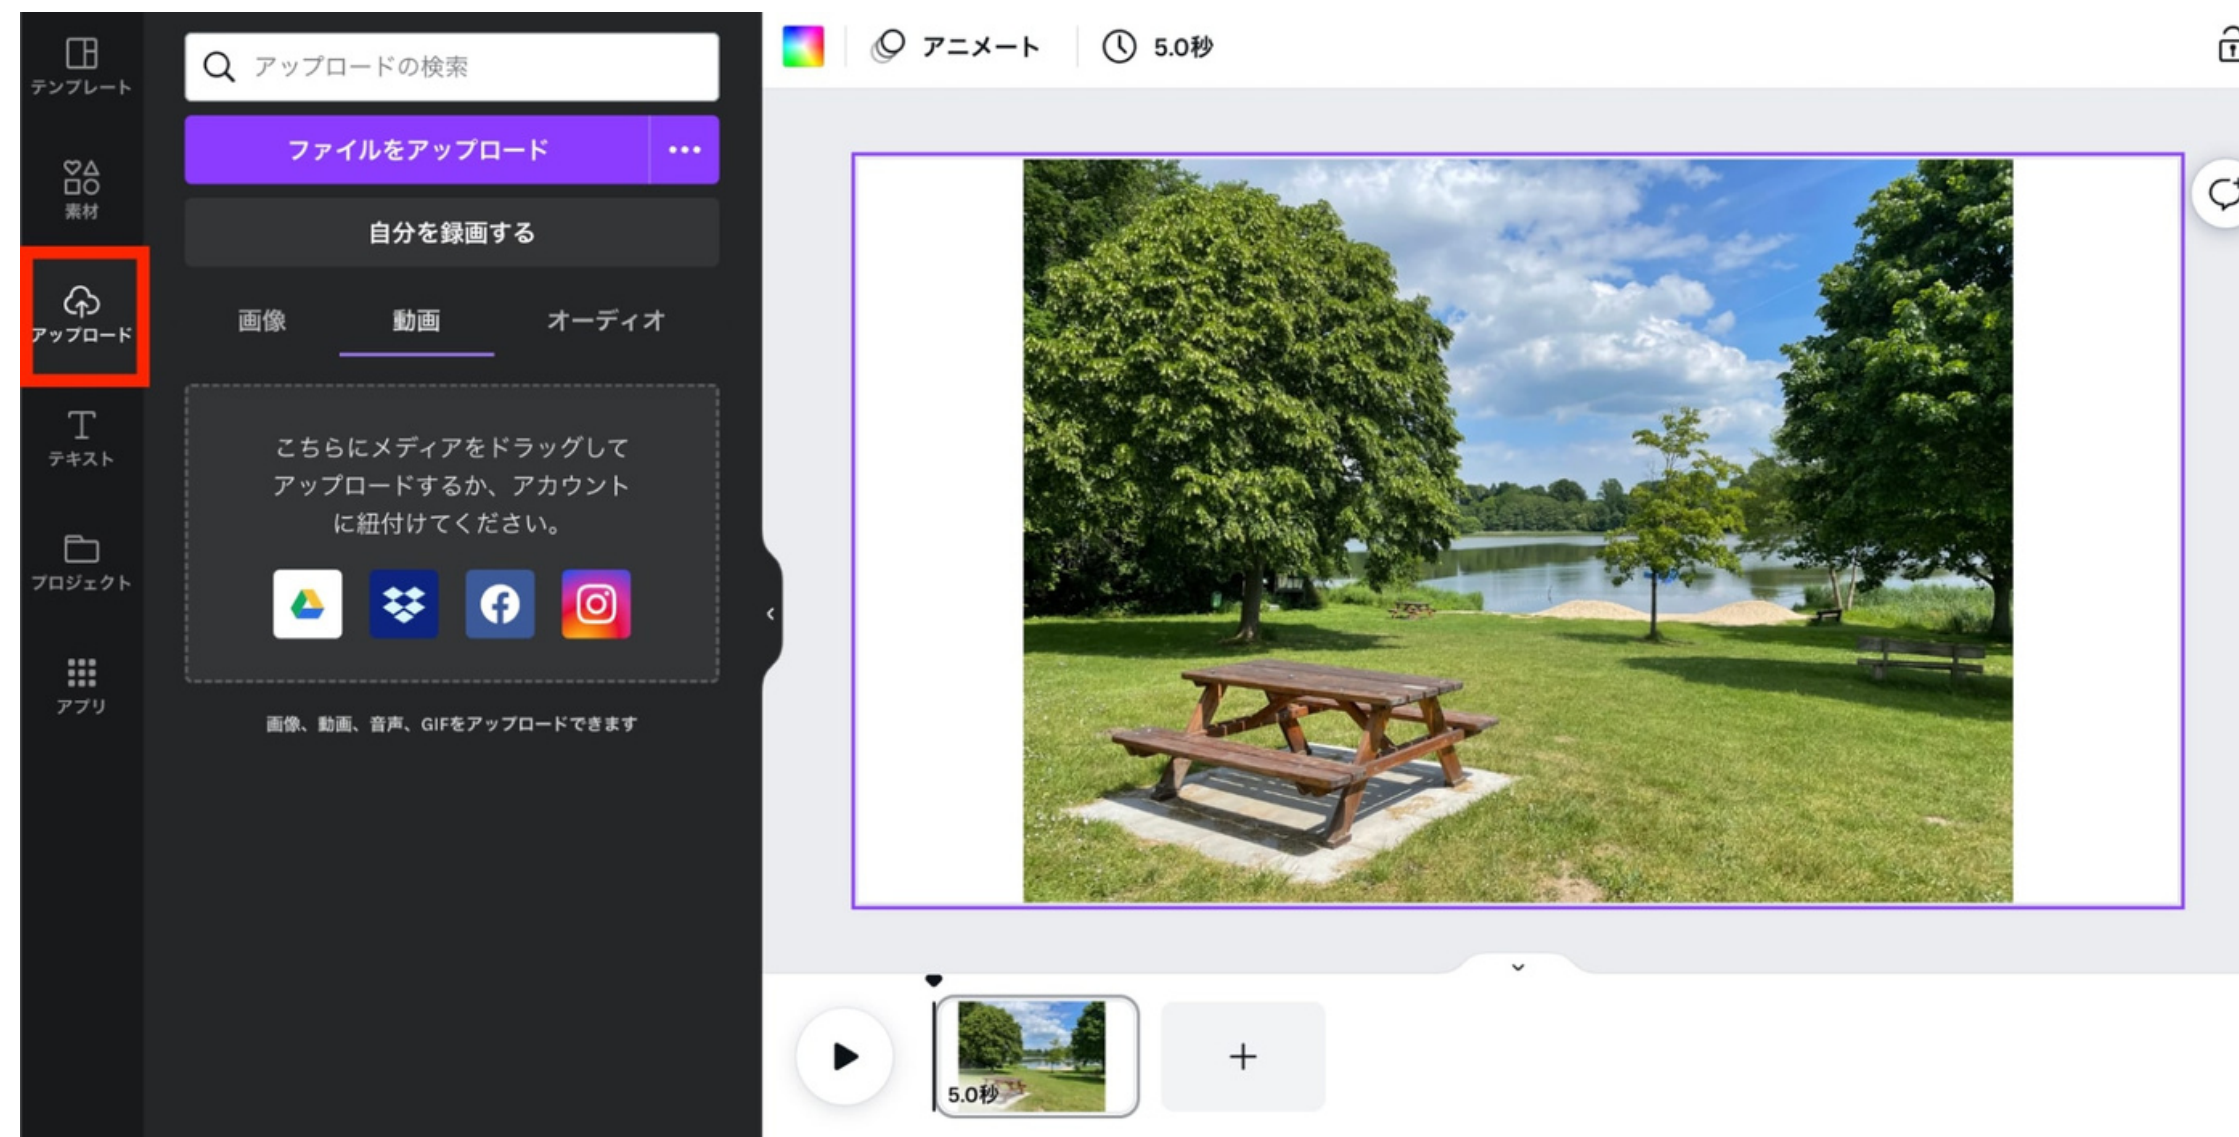 テンプレート
素材
アップロード
テキスト
プロジェクト
アプリ
アップロードの検索
ファイルをアップロード
自分を録画する
画像 動画 オーディオ
こちらにメディアをドラッグして
アップロードするか、アカウント
に紐付けてください。
画像、動画、音声、GIFをアップロードできます
アニメート 5.0秒
5.0秒